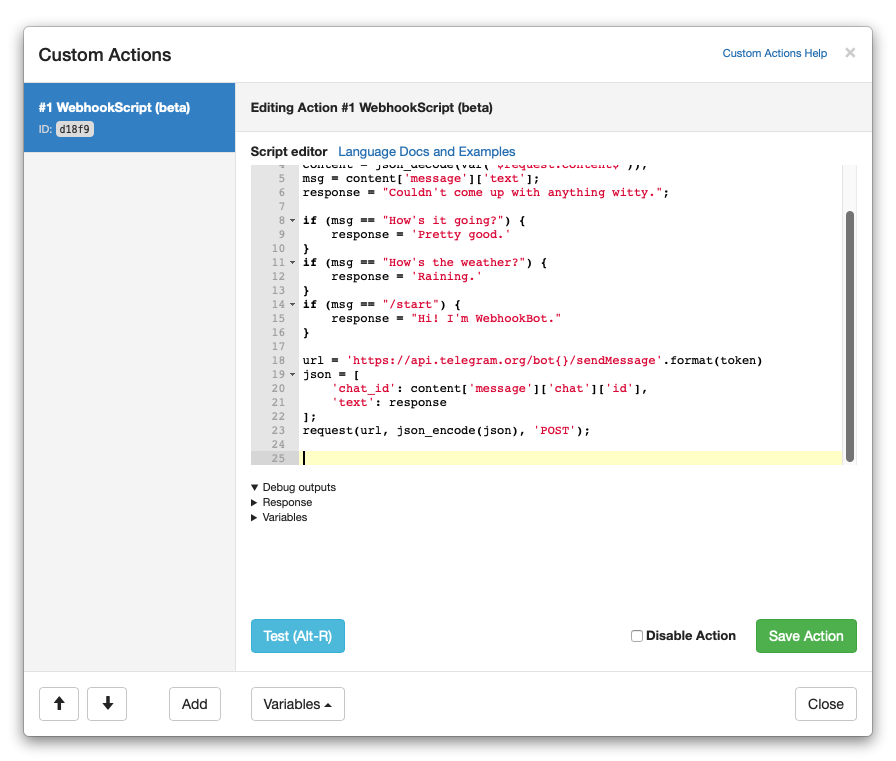 Custom Actions
Custom Actions Help ×
#1 WebhookScript (beta)
ID: d18f9
Editing Action #1 WebhookScript (beta)
Script editor Language Docs and Examples
4 content = json_decode(var('$request.content$'));
5 msg = content['message']['text'];
6 response = "Couldn't come up with anything witty.";
7
8 if (msg == "How's it going?") {
9 response = 'Pretty good.'
10 }
11 if (msg == "How's the weather?") {
12 response = 'Raining.'
13 }
14 if (msg == "/start") {
15 response = "Hi! I'm WebhookBot."
16 }
17
18 url = 'https://api.telegram.org/bot{}/sendMessage'.format(token)
19 json = [
20 'chat_id': content['message']['chat']['id'],
21 'text': response
22 ];
23 request(url, json_encode(json), 'POST');
24
25
Debug outputs
Response
Variables
Test (Alt-R)
Disable Action
Save Action
Add
Variables
Close